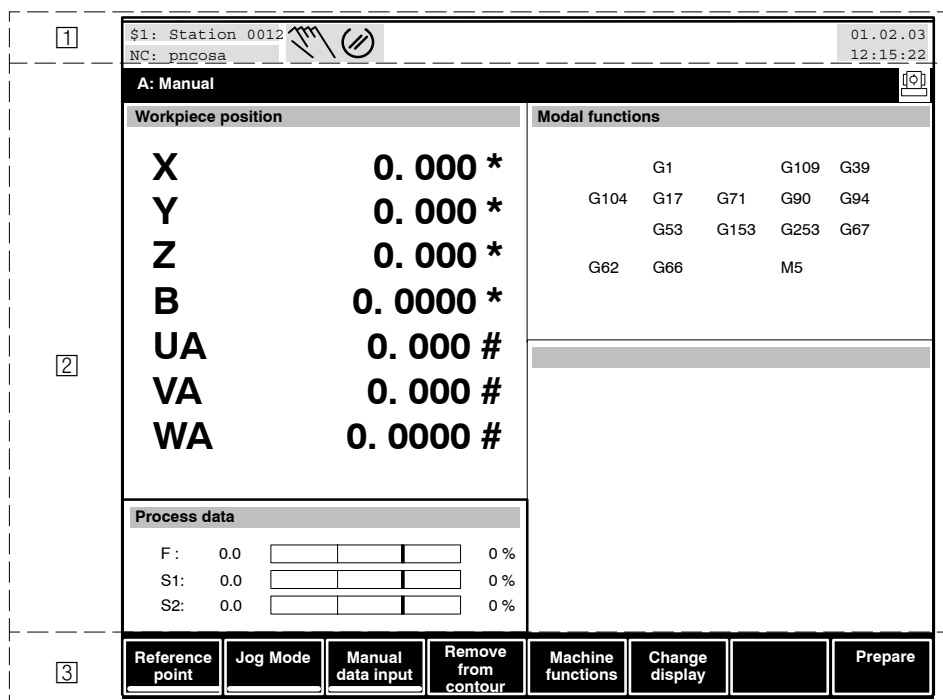 1
$1: Station 0012
NC: pncosa
01.02.03
12:15:22
2
A: Manual
Workpiece position
X 0. 000 *
Y 0. 000 *
Z 0. 000 *
B 0. 0000 *
UA 0. 000 #
VA 0. 000 #
WA 0. 0000 #
Modal functions
G1 G109 G39
G104 G17 G71 G90 G94
G53 G153 G253 G67
G62 G66 M5
Process data
F : 0.0 0 %
S1: 0.0 0 %
S2: 0.0 0 %
3
Reference
point
Jog Mode
Manual
data input
Remove
from
contour
Machine
functions
Change
display
Prepare